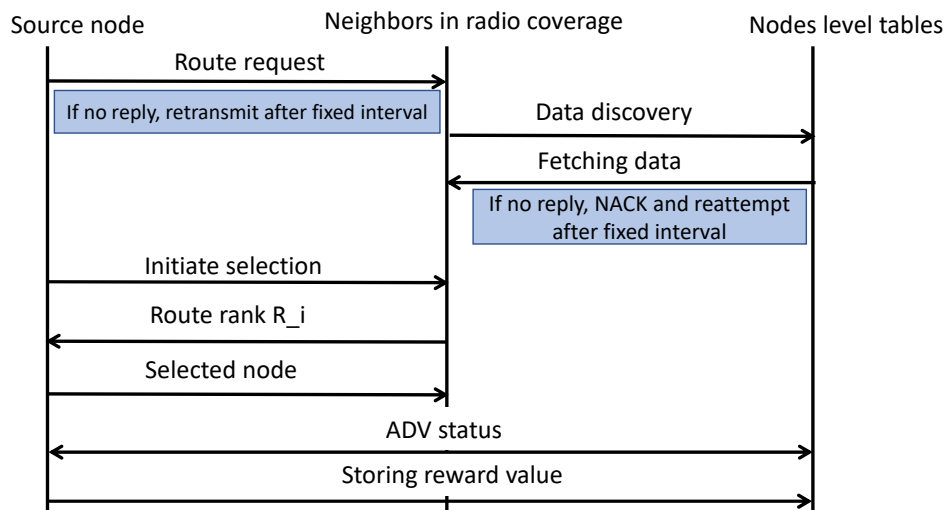 Source node
Neighbors in radio coverage
Nodes level tables
Route request
If no reply, retransmit after fixed interval
Data discovery
Fetching data
If no reply, NACK and reattempt
after fixed interval
Initiate selection
Route rank R_i
Selected node
ADV status
Storing reward value